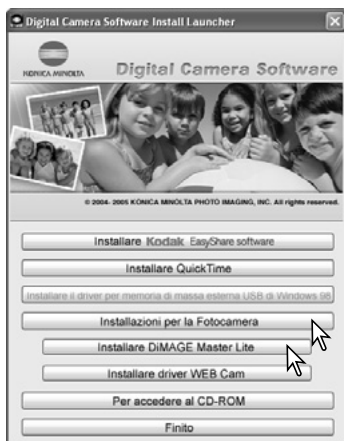 Digital Camera Software Install Launcher
KONICA MINOLTA
Digital Camera Software
© 2004- 2005 KONICA MINOLTA PHOTO IMAGING, INC. All rights reserved.
Installare Kodak EasyShare software
Installare QuickTime
Installare il driver per memoria di massa esterna USB di Windows 98
Installazioni per la Fotocamera
Installare DiMAGE Master Lite
Installare driver WEB Cam
Per accedere al CD-ROM
Finito